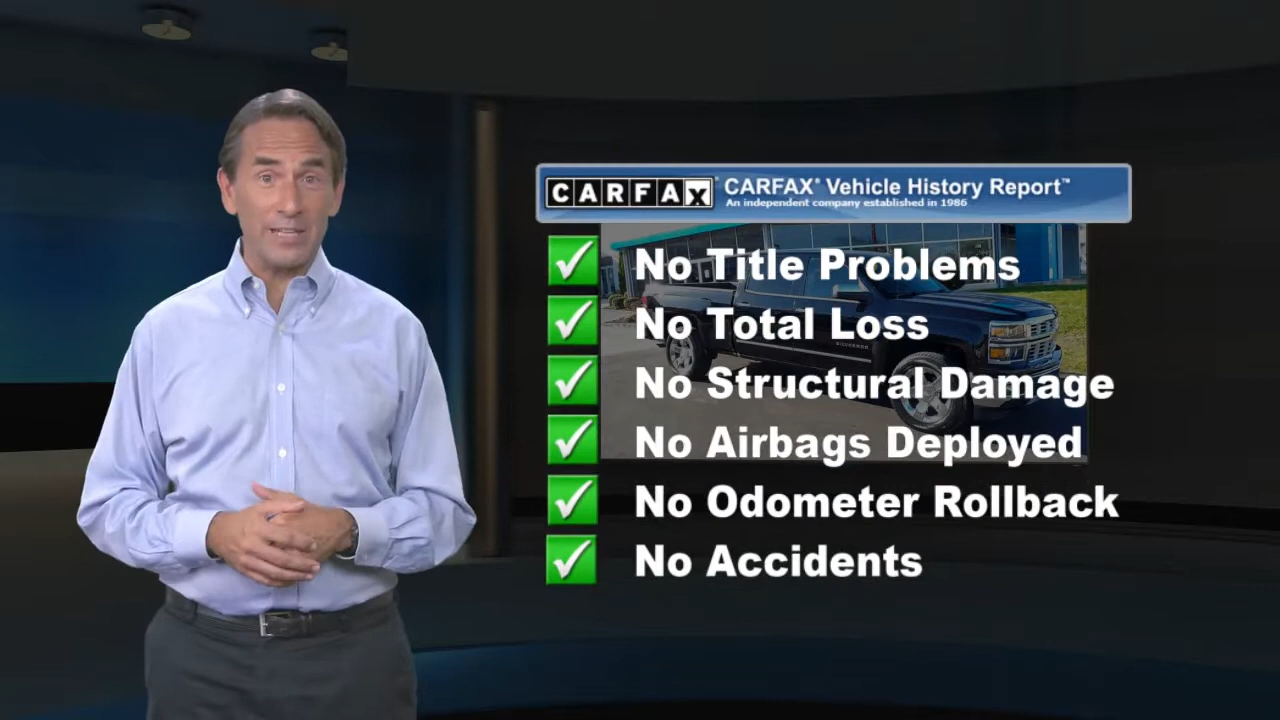 CARFAX
CARFAX® Vehicle History Report™
An independent company established in 1986
No Title Problems
No Total Loss
No Structural Damage
No Airbags Deployed
No Odometer Rollback
No Accidents